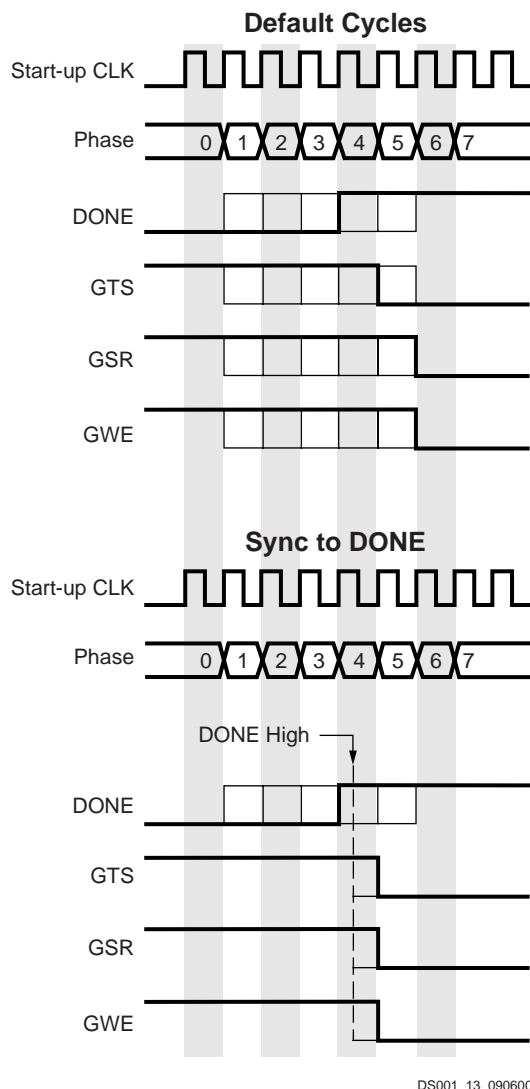 Default Cycles
Start-up CLK
Phase 0 1 2 3 4 5 6 7
DONE
GTS
GSR
GWE
Sync to DONE
Start-up CLK
Phase 0 1 2 3 4 5 6 7
DONE High
DONE
GTS
GSR
GWE
DS001_13_090600